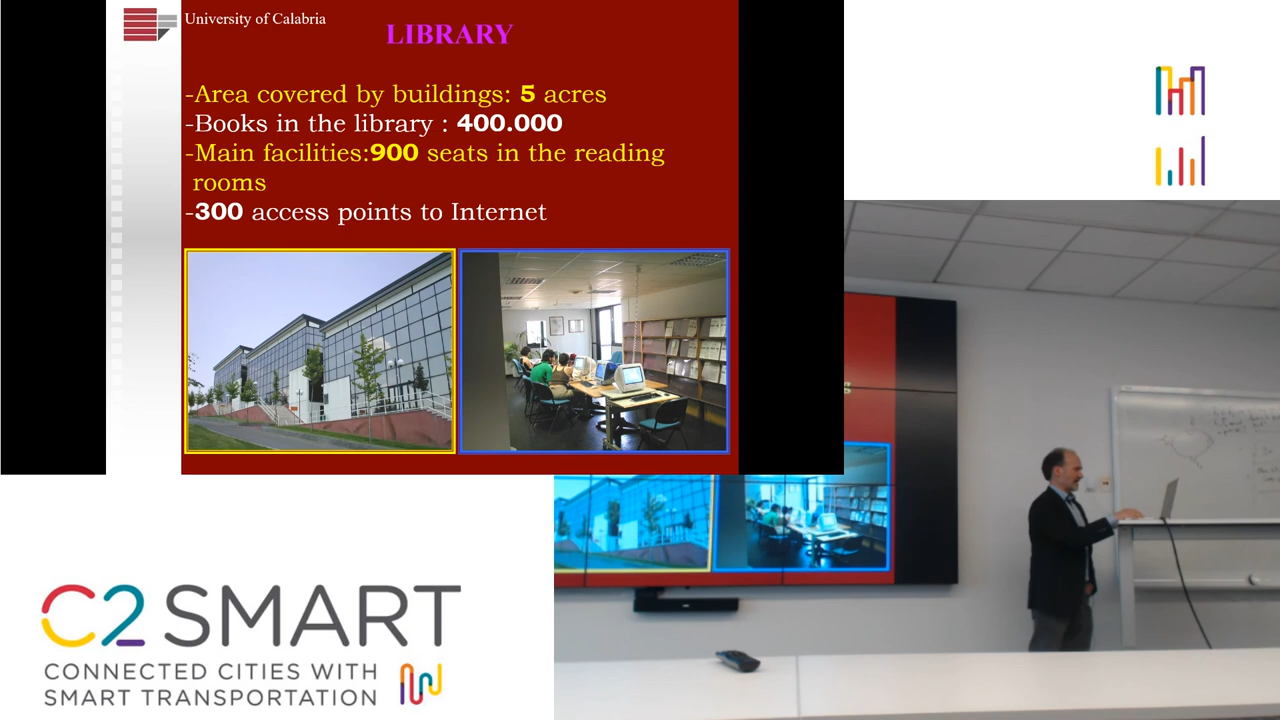 University of Calabria
LIBRARY
-Area covered by buildings: 5 acres
-Books in the library : 400.000
-Main facilities:900 seats in the reading
rooms
-300 access points to Internet
C2SMART
CONNECTED CITIES WITH
SMART TRANSPORTATION